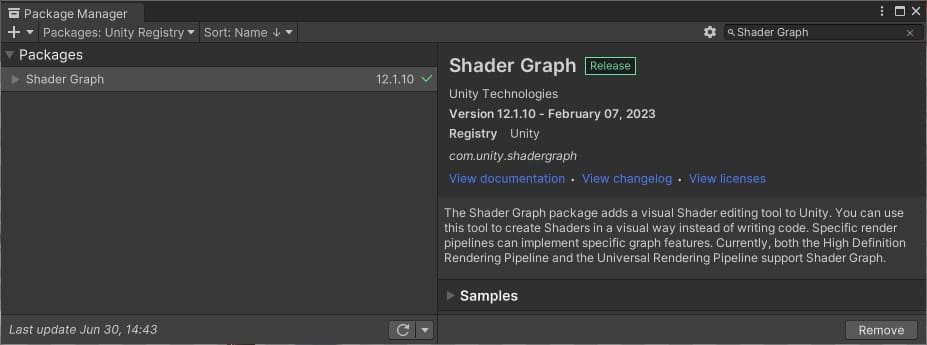 Package Manager
Packages: Unity Registry
Sort: Name ↓
Shader Graph
Packages
Shader Graph 12.1.10
Shader Graph Release
Unity Technologies
Version 12.1.10 - February 07, 2023
Registry Unity
com.unity.shadergraph
View documentation • View changelog • View licenses
The Shader Graph package adds a visual Shader editing tool to Unity. You can use
this tool to create Shaders in a visual way instead of writing code. Specific render
pipelines can implement specific graph features. Currently, both the High Definition
Rendering Pipeline and the Universal Rendering Pipeline support Shader Graph.
Samples
Last update Jun 30, 14:43
Remove